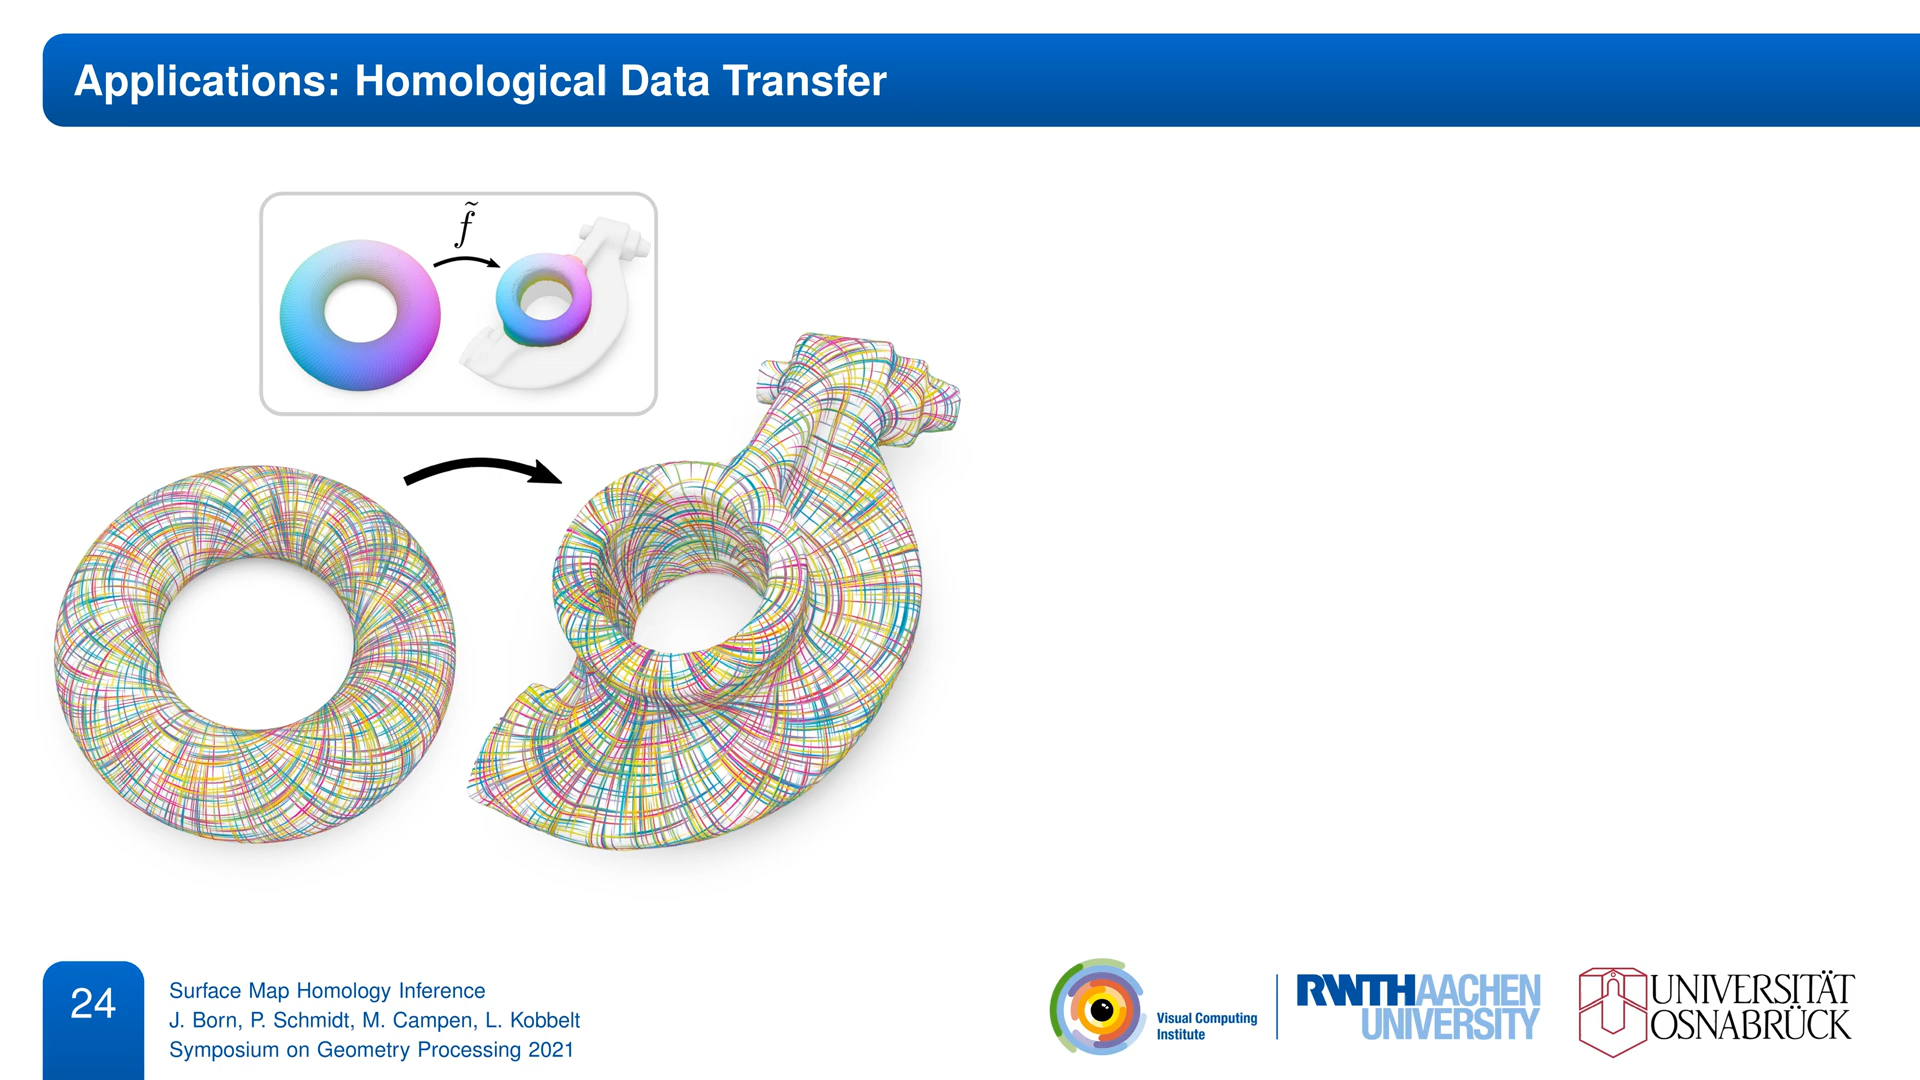 Applications: Homological Data Transfer
f̃
24
Surface Map Homology Inference
J. Born, P. Schmidt, M. Campen, L. Kobbelt
Symposium on Geometry Processing 2021
Visual Computing
Institute
RWTHAACHEN
UNIVERSITY
UNIVERSITÄT
OSNABRÜCK